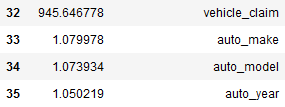 32 945.646778 vehicle_claim
33 1.079978 auto_make
34 1.073934 auto_model
35 1.050219 auto_year